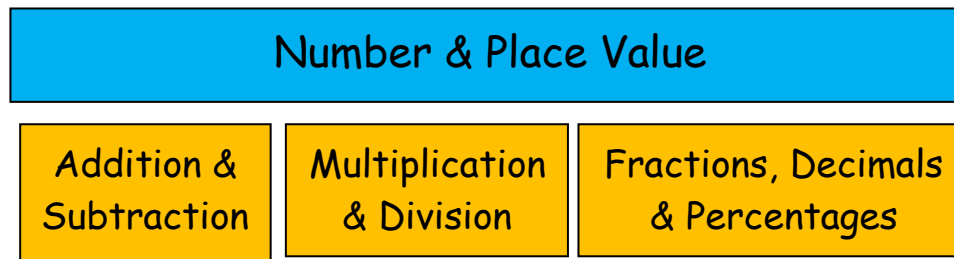 Number & Place Value
Addition &
Subtraction
Multiplication
& Division
Fractions, Decimals
& Percentages